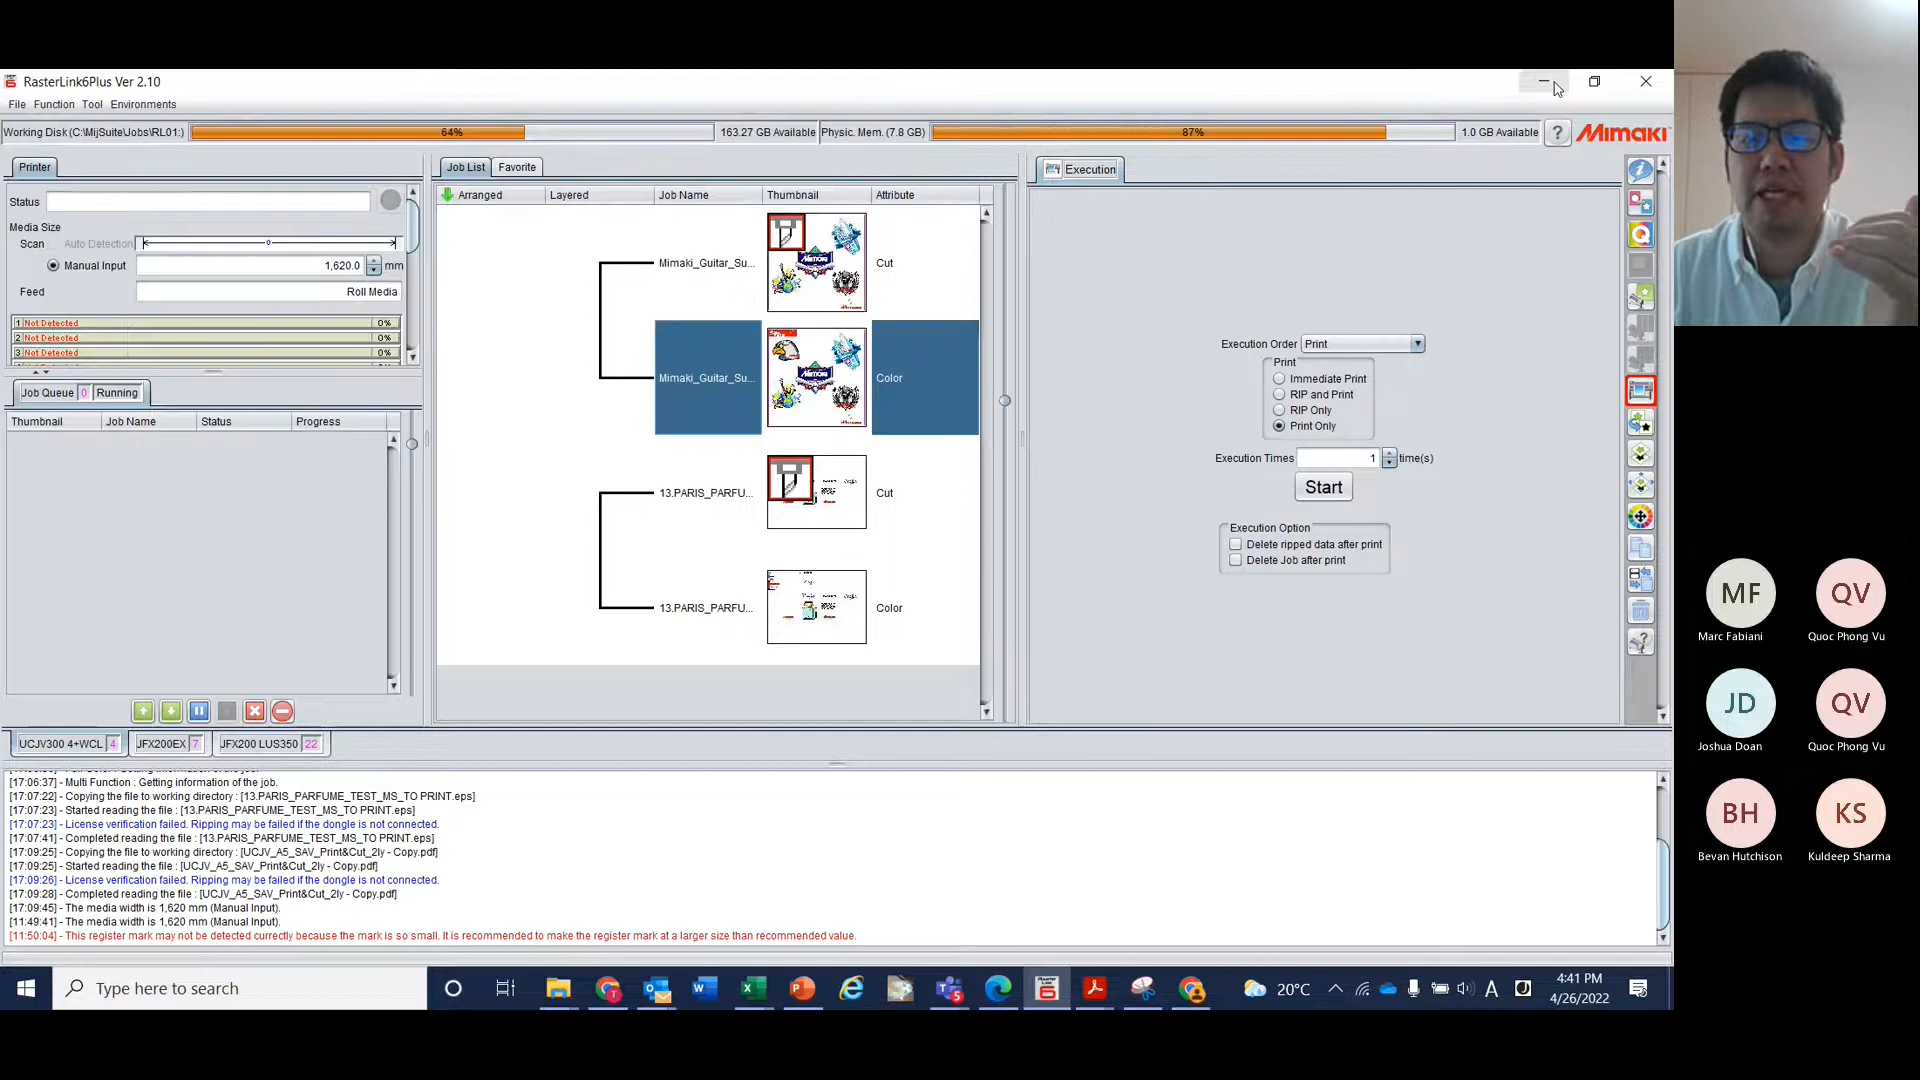 RasterLink6Plus Ver 2.10
File Function Tool Environments
Working Disk (C:\MijSuite\Jobs\RL01:) 64% 163.27 GB Available Physic. Mem. (7.8 GB) 87% 1.0 GB Available ? Mimaki
Printer
Status
Media Size
Scan Auto Detection 0
Manual Input 1,620.0 mm
Feed Roll Media
1 Not Detected 0%
2 Not Detected 0%
3 Not Detected 0%
Job Queue 0 Running
Thumbnail Job Name Status Progress
Job List Favorite
Arranged Layered Job Name Thumbnail Attribute
Mimaki_Guitar_Su... Cut
Mimaki_Guitar_Su... Color
13.PARIS_PARFU... Cut
13.PARIS_PARFU... Color
Execution
Execution Order Print
Print
Immediate Print
RIP and Print
RIP Only
Print Only
Execution Times 1 time(s)
Start
Execution Option
Delete ripped data after print
Delete Job after print
UCJV300 4+WCL 4 JFX200EX 7 JFX200 LUS350 22
[17:06:37] - Multi Function : Getting information of the job.
[17:07:22] - Copying the file to working directory : [13.PARIS_PARFUME_TEST_MS_TO PRINT.eps]
[17:07:23] - Started reading the file : [13.PARIS_PARFUME_TEST_MS_TO PRINT.eps]
[17:07:23] - License verification failed. Ripping may be failed if the dongle is not connected.
[17:07:41] - Completed reading the file : [13.PARIS_PARFUME_TEST_MS_TO PRINT.eps]
[17:09:25] - Copying the file to working directory : [UCJV_A5_SAV_Print&Cut_2ly - Copy.pdf]
[17:09:25] - Started reading the file : [UCJV_A5_SAV_Print&Cut_2ly - Copy.pdf]
[17:09:26] - License verification failed. Ripping may be failed if the dongle is not connected.
[17:09:28] - Completed reading the file : [UCJV_A5_SAV_Print&Cut_2ly - Copy.pdf]
[17:09:45] - The media width is 1,620 mm (Manual Input).
[11:49:41] - The media width is 1,620 mm (Manual Input).
[11:50:04] - This register mark may not be detected currectly because the mark is so small. It is recommended to make the register mark at a larger size than recommended value.
Type here to search
20°C
4:41 PM
4/26/2022
MF QV
Marc Fabiani Quoc Phong Vu
JD QV
Joshua Doan Quoc Phong Vu
BH KS
Bevan Hutchison Kuldeep Sharma